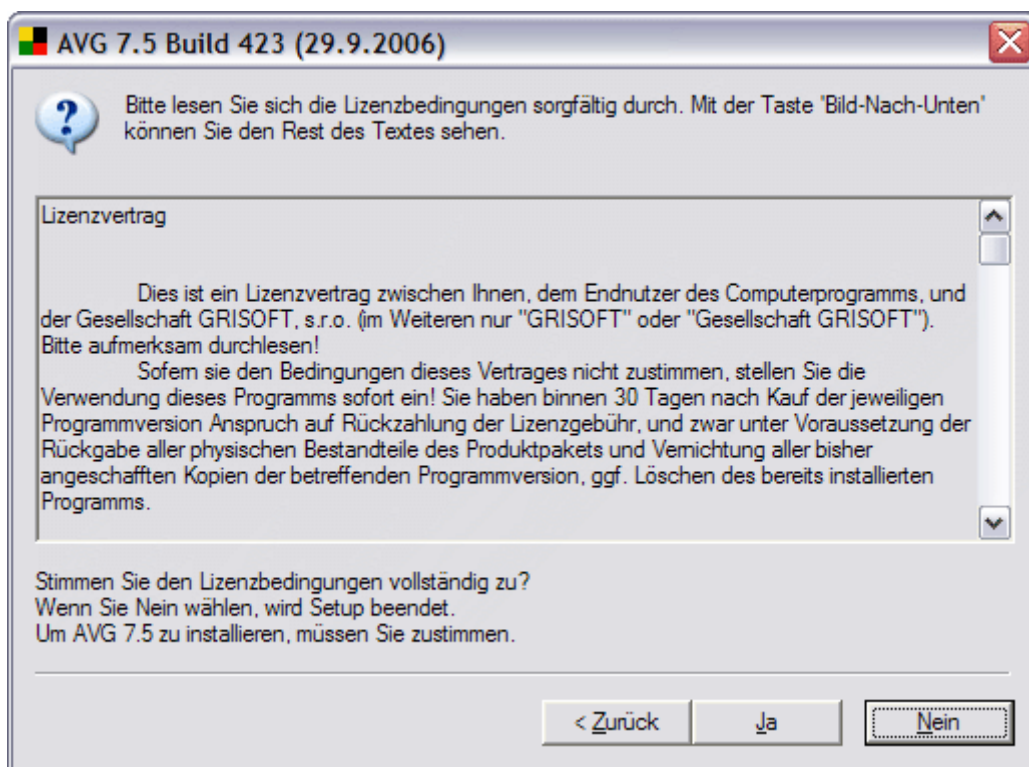 AVG 7.5 Build 423 (29.9.2006)
Bitte lesen Sie sich die Lizenzbedingungen sorgfältig durch. Mit der Taste 'Bild-Nach-Unten'
können Sie den Rest des Textes sehen.
Lizenzvertrag
Dies ist ein Lizenzvertrag zwischen Ihnen, dem Endnutzer des Computerprogramms, und
der Gesellschaft GRISOFT, s.r.o. (im Weiteren nur "GRISOFT" oder "Gesellschaft GRISOFT").
Bitte aufmerksam durchlesen!
Sofern sie den Bedingungen dieses Vertrages nicht zustimmen, stellen Sie die
Verwendung dieses Programms sofort ein! Sie haben binnen 30 Tagen nach Kauf der jeweiligen
Programmversion Anspruch auf Rückzahlung der Lizenzgebühr, und zwar unter Voraussetzung der
Rückgabe aller physischen Bestandteile des Produktpakets und Vernichtung aller bisher
angeschafften Kopien der betreffenden Programmversion, ggf. Löschen des bereits installierten
Programms.
Stimmen Sie den Lizenzbedingungen vollständig zu?
Wenn Sie Nein wählen, wird Setup beendet.
Um AVG 7.5 zu installieren, müssen Sie zustimmen.
< Zurück
Ja
Nein